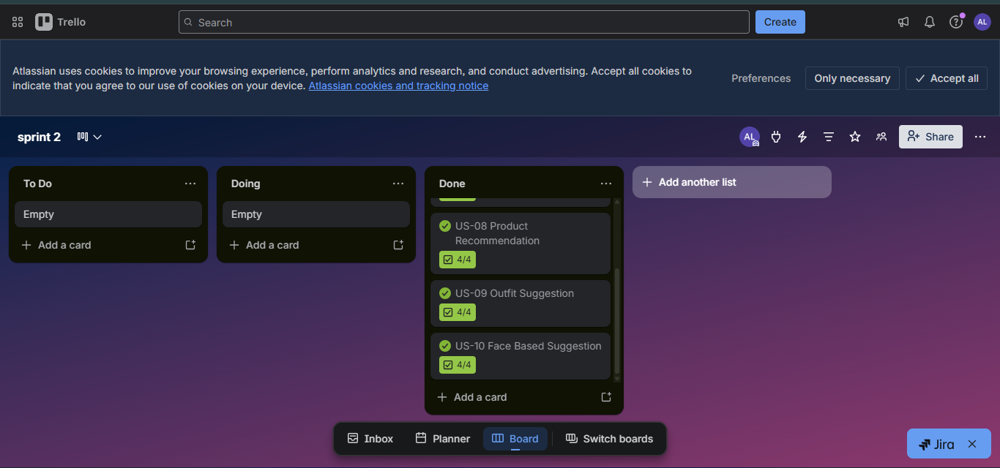 Trello
Search
Create
AL
Atlassian uses cookies to improve your browsing experience, perform analytics and research, and conduct advertising. Accept all cookies to
indicate that you agree to our use of cookies on your device. Atlassian cookies and tracking notice
Preferences
Only necessary
Accept all
sprint 2
AL
Share
To Do
Empty
Add a card
Doing
Empty
Add a card
Done
US-08 Product
Recommendation
4/4
US-09 Outfit Suggestion
4/4
US-10 Face Based Suggestion
4/4
Add a card
Add another list
Inbox
Planner
Board
Switch boards
Jira